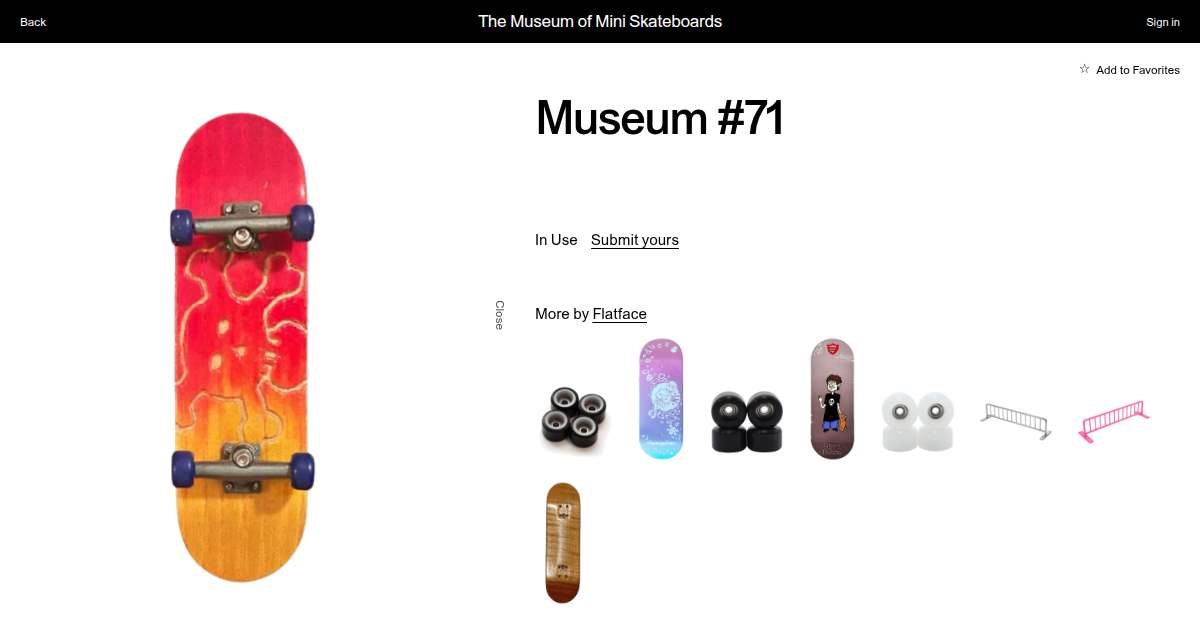 Back
The Museum of Mini Skateboards
Sign in
☆ Add to Favorites
Museum #71
In Use Submit yours
Close
More by Flatface